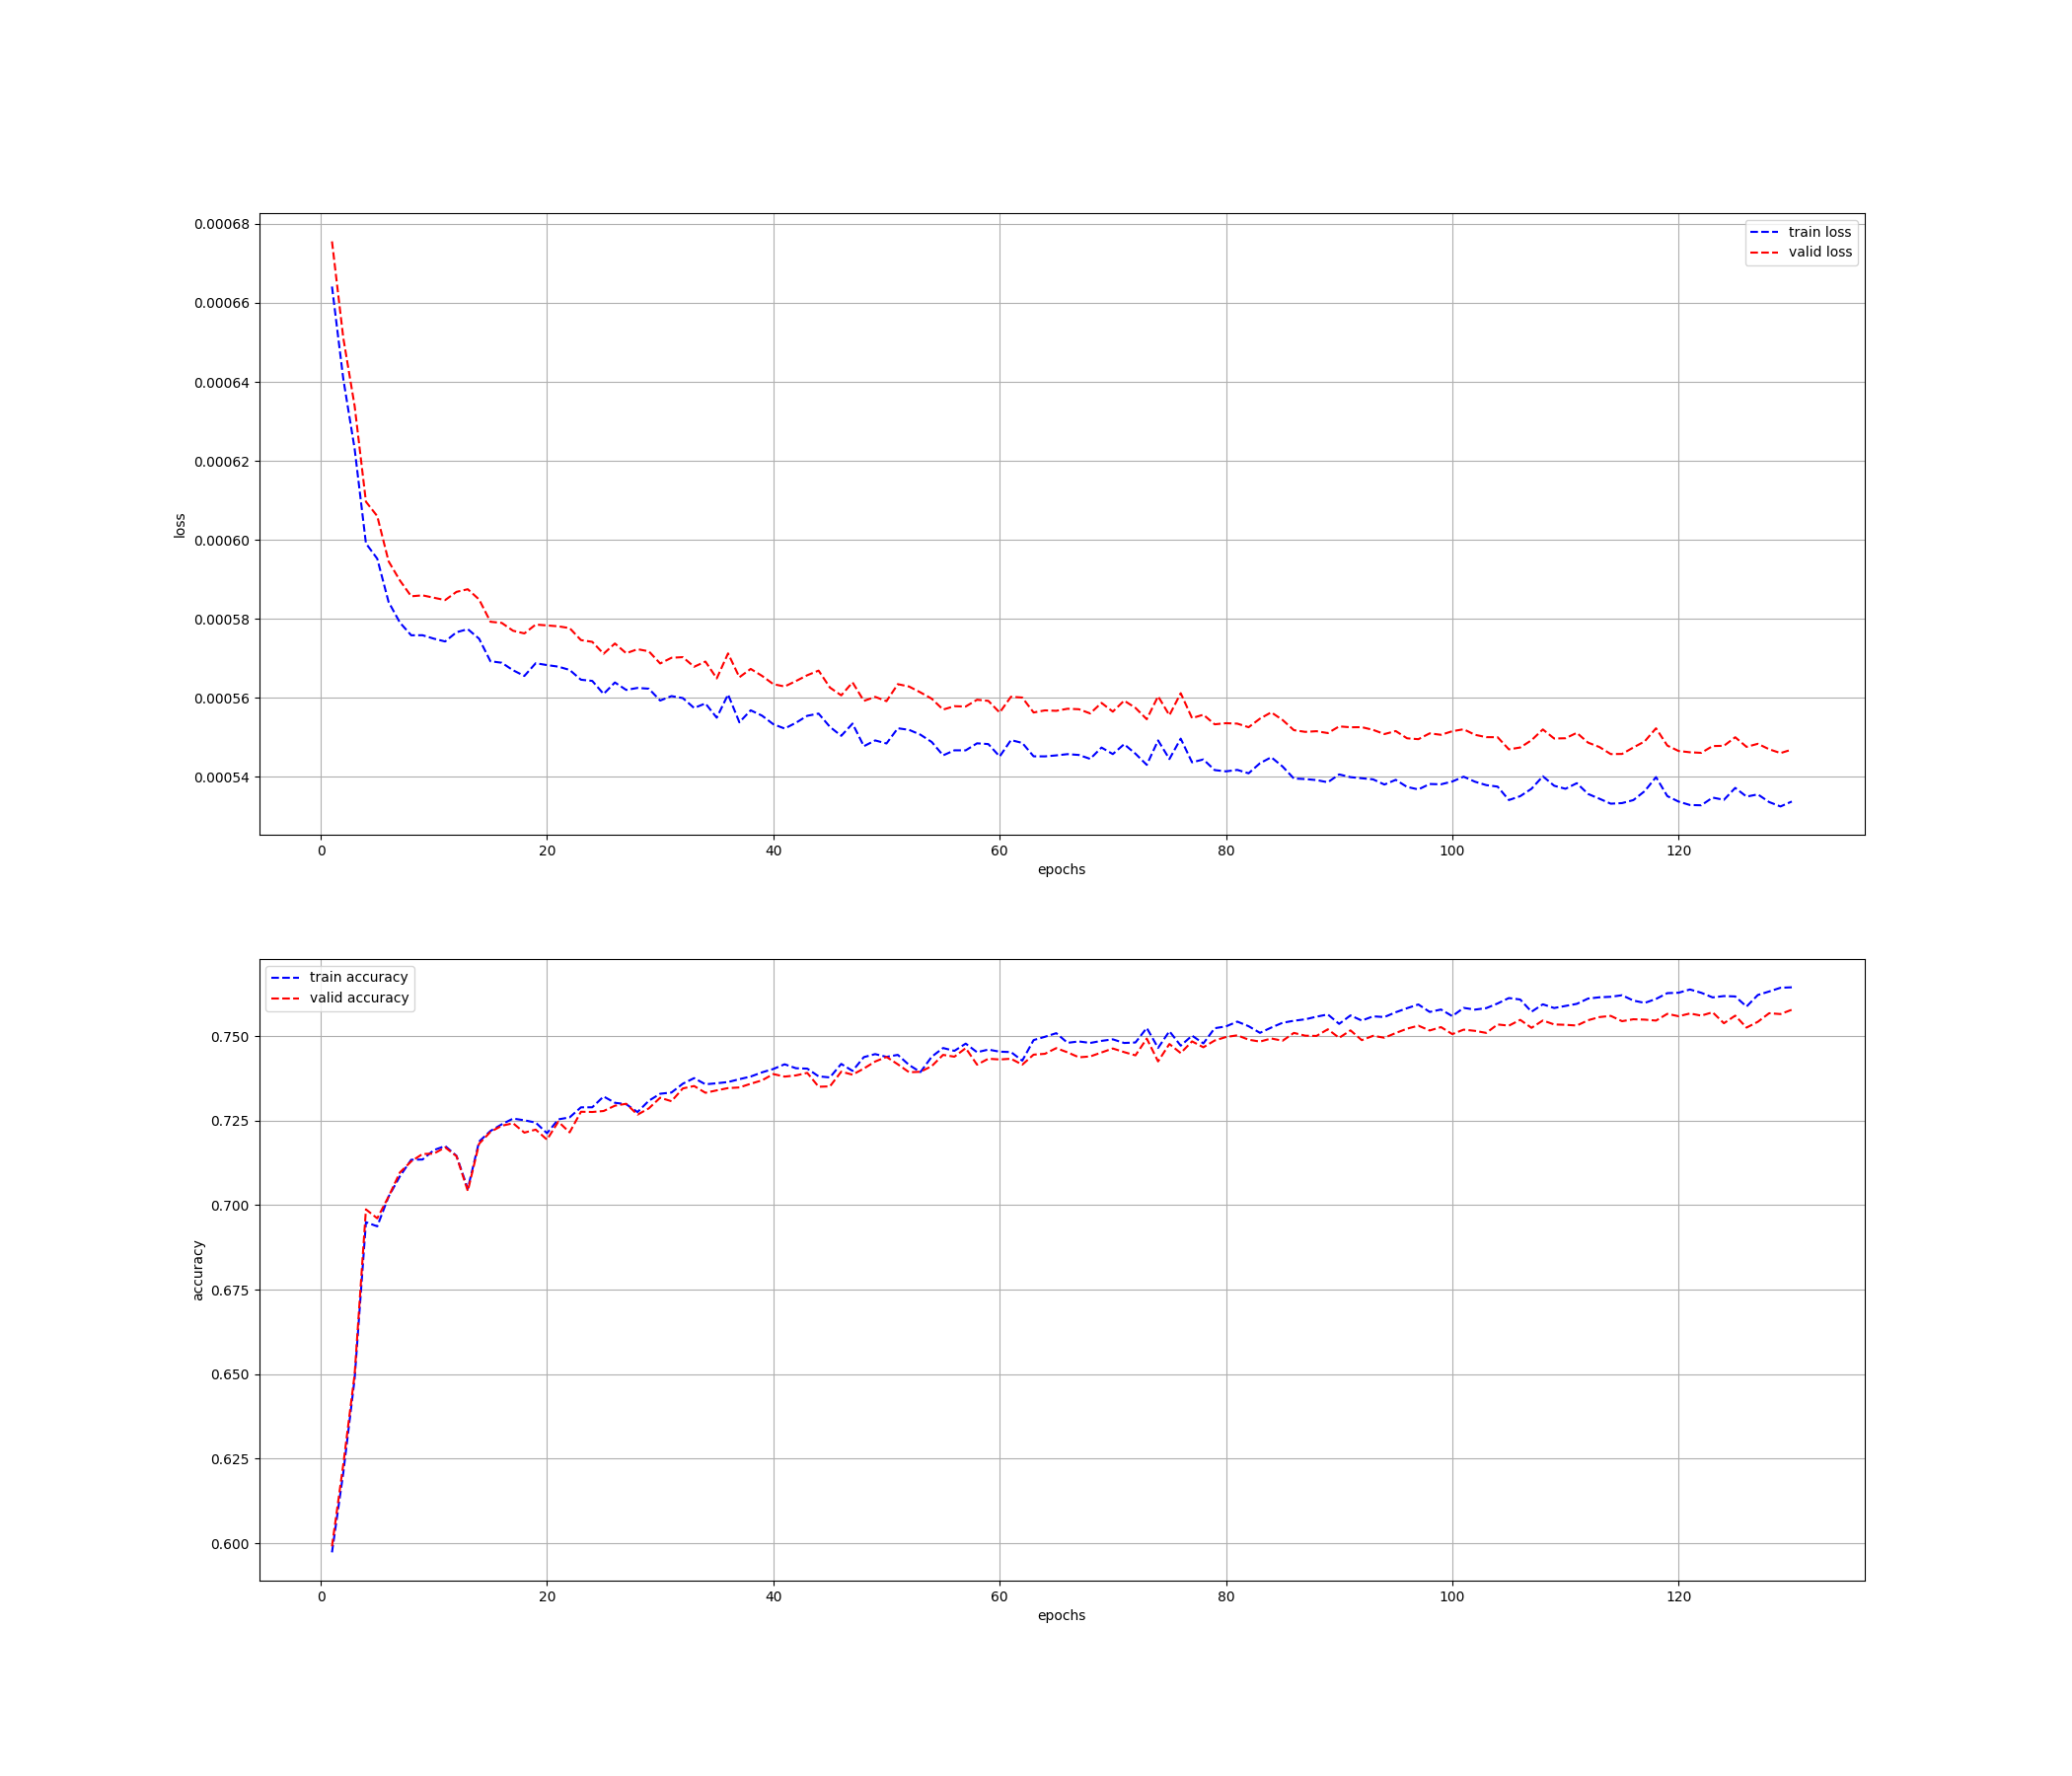 0.00068
0.00066
0.00064
0.00062
0.00060
0.00058
0.00056
0.00054
loss
train loss
valid loss
0 20 40 60 80 100 120
epochs
train accuracy
valid accuracy
0.750
0.725
0.700
0.675
0.650
0.625
0.600
accuracy
0 20 40 60 80 100 120
epochs